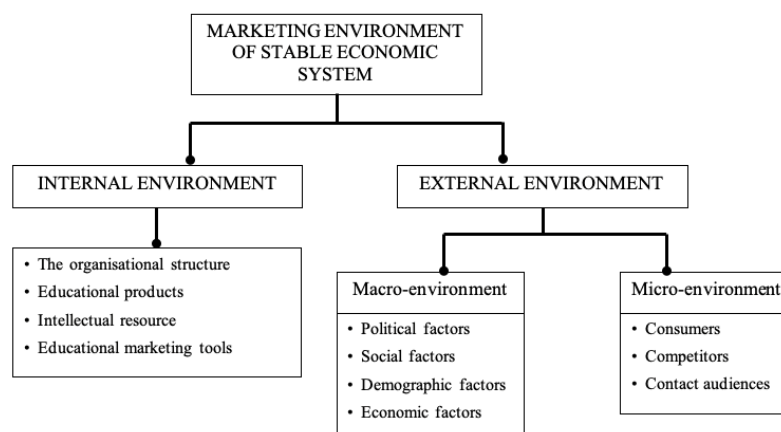 MARKETING ENVIRONMENT
OF STABLE ECONOMIC
SYSTEM
INTERNAL ENVIRONMENT
EXTERNAL ENVIRONMENT
• The organisational structure
• Educational products
• Intellectual resource
• Educational marketing tools
Macro-environment
• Political factors
• Social factors
• Demographic factors
• Economic factors
Micro-environment
• Consumers
• Competitors
• Contact audiences